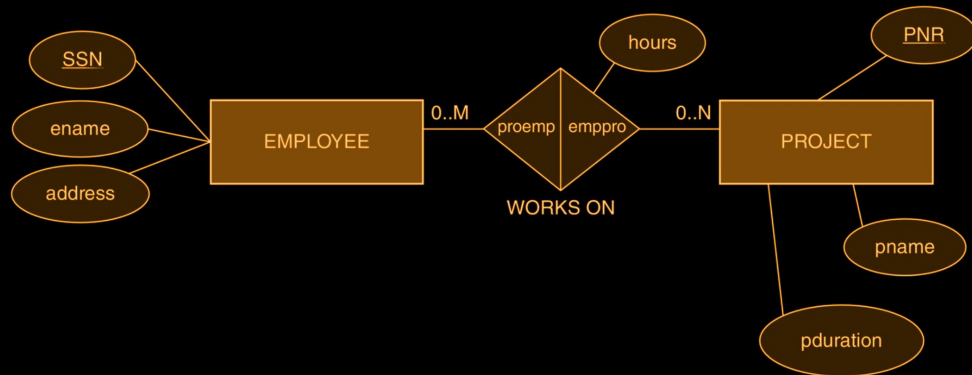 SSN
ename
address
EMPLOYEE
0..M
proemp
emppro
WORKS ON
hours
0..N
PROJECT
PNR
pname
pduration